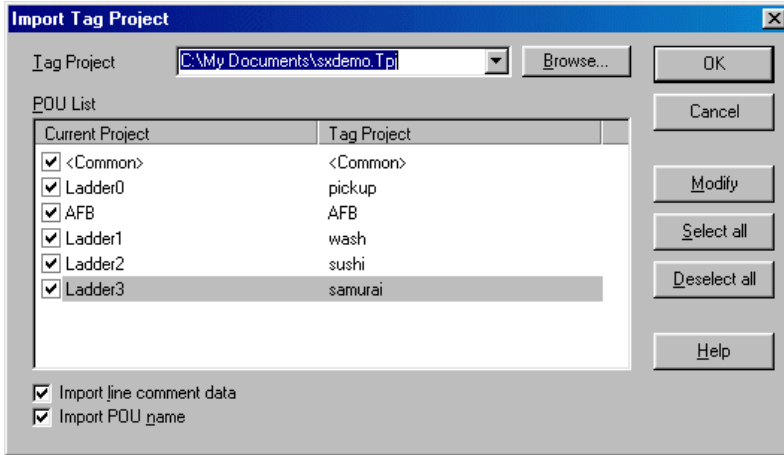 Import Tag Project
Tag Project C:\My Documents\sxdemo.Tpj Browse... OK
POU List Cancel
Current Project Tag Project
<Common> <Common>
Ladder0 pickup Modify
AFB AFB
Ladder1 wash Select all
Ladder2 sushi
Ladder3 samurai Deselect all
Help
Import line comment data
Import POU name